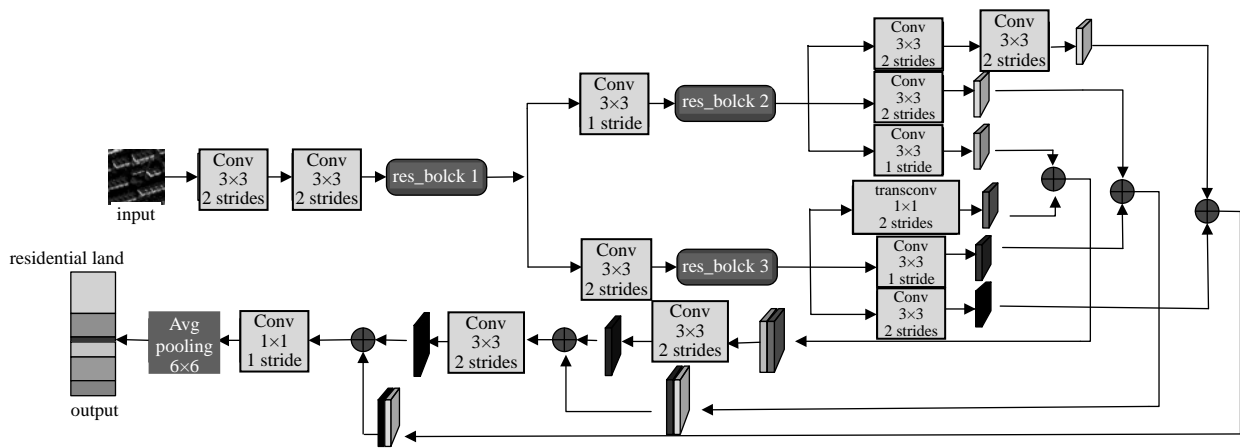 input
Conv
3×3
2 strides
Conv
3×3
2 strides
res_bolck 1
Conv
3×3
1 stride
res_bolck 2
Conv
3×3
2 strides
Conv
3×3
2 strides
Conv
3×3
2 strides
Conv
3×3
1 stride
Conv
3×3
2 strides
res_bolck 3
transconv
1×1
2 strides
Conv
3×3
1 stride
Conv
3×3
2 strides
Conv
3×3
2 strides
Conv
3×3
2 strides
Conv
1×1
1 stride
Avg
pooling
6×6
residential land
output